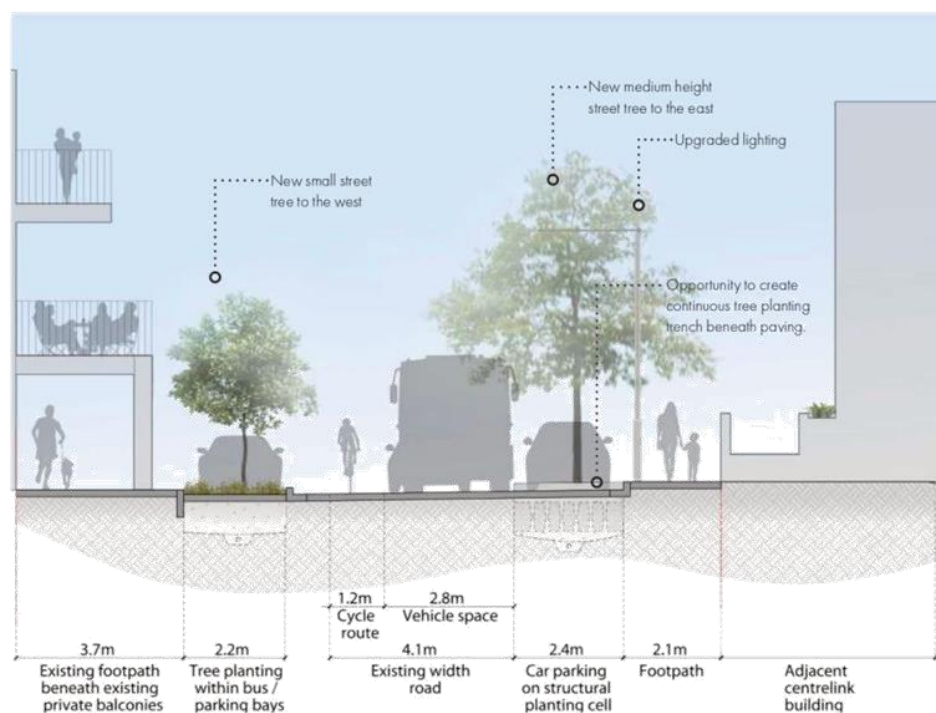 New medium height
street tree to the east
Upgraded lighting
New small street
tree to the west
Opportunity to create
continuous tree planting
trench beneath paving.
1.2m
Cycle
route
2.8m
Vehicle space
3.7m
Existing footpath
beneath existing
private balconies
2.2m
Tree planting
within bus /
parking bays
4.1m
Existing width
road
2.4m
Car parking
on structural
planting cell
2.1m
Footpath
Adjacent
centrelink
building